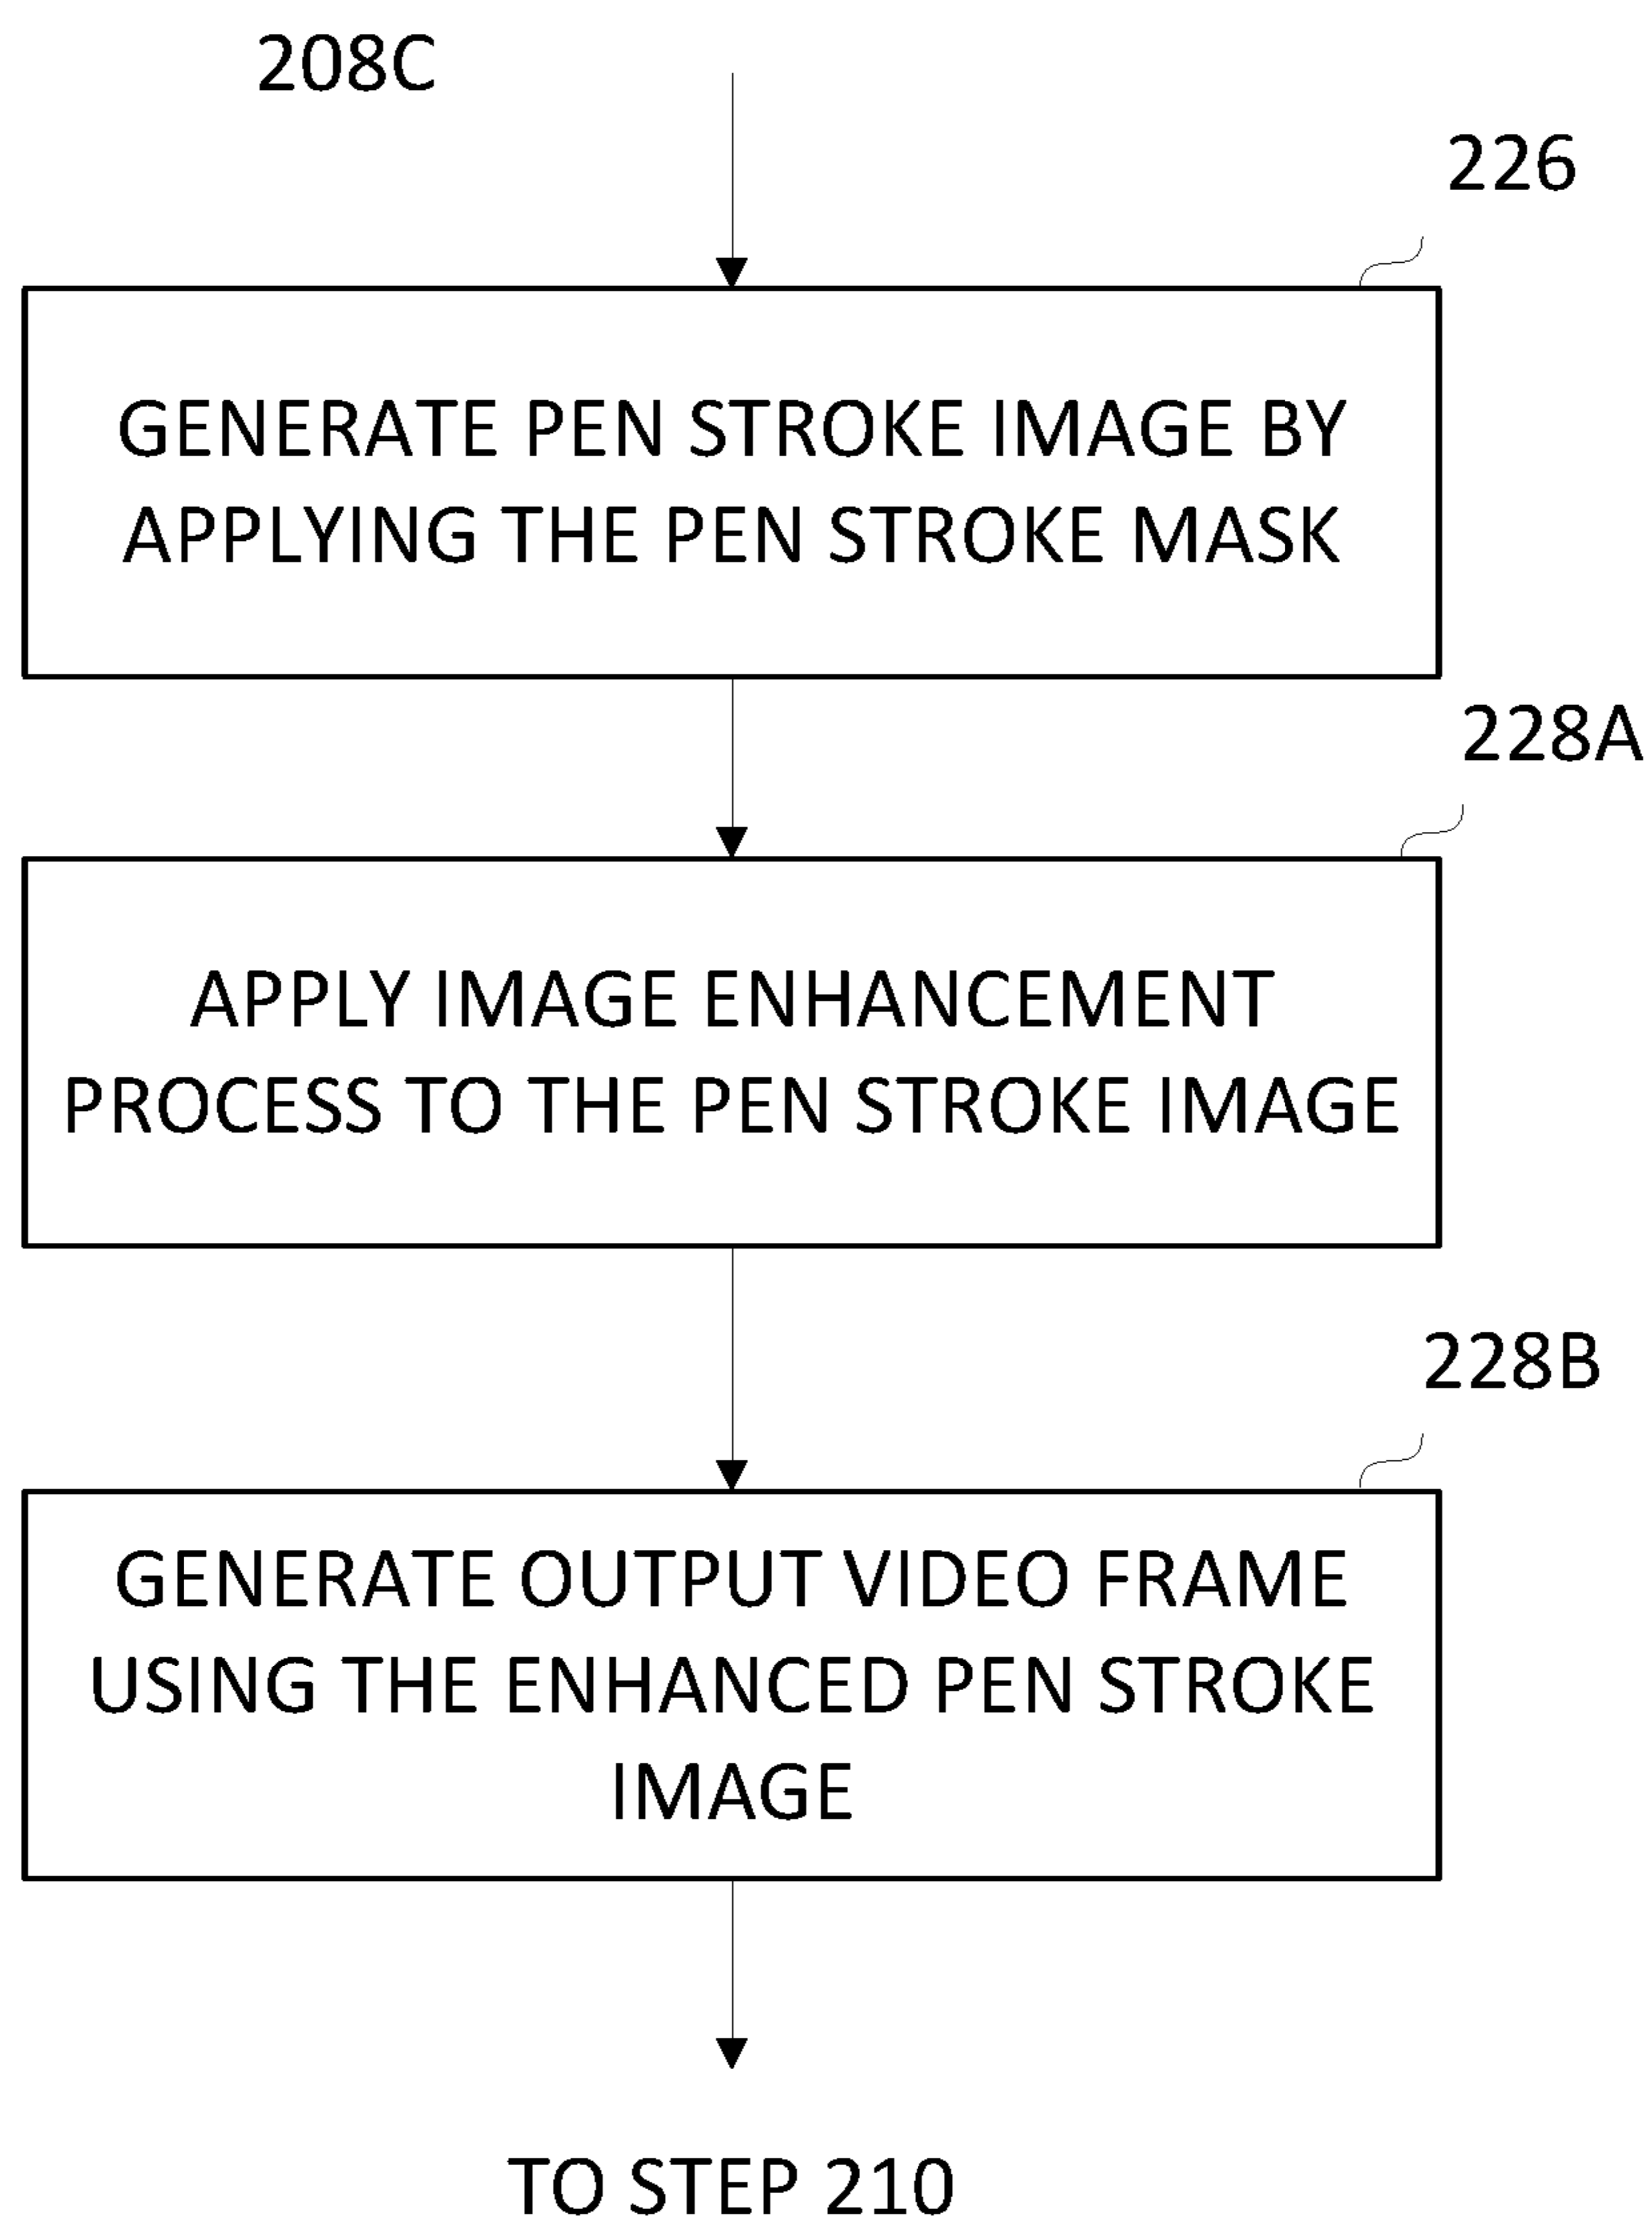 208C
226
GENERATE PEN STROKE IMAGE BY
APPLYING THE PEN STROKE MASK
228A
APPLY IMAGE ENHANCEMENT
PROCESS TO THE PEN STROKE IMAGE
228B
GENERATE OUTPUT VIDEO FRAME
USING THE ENHANCED PEN STROKE
IMAGE
TO STEP 210